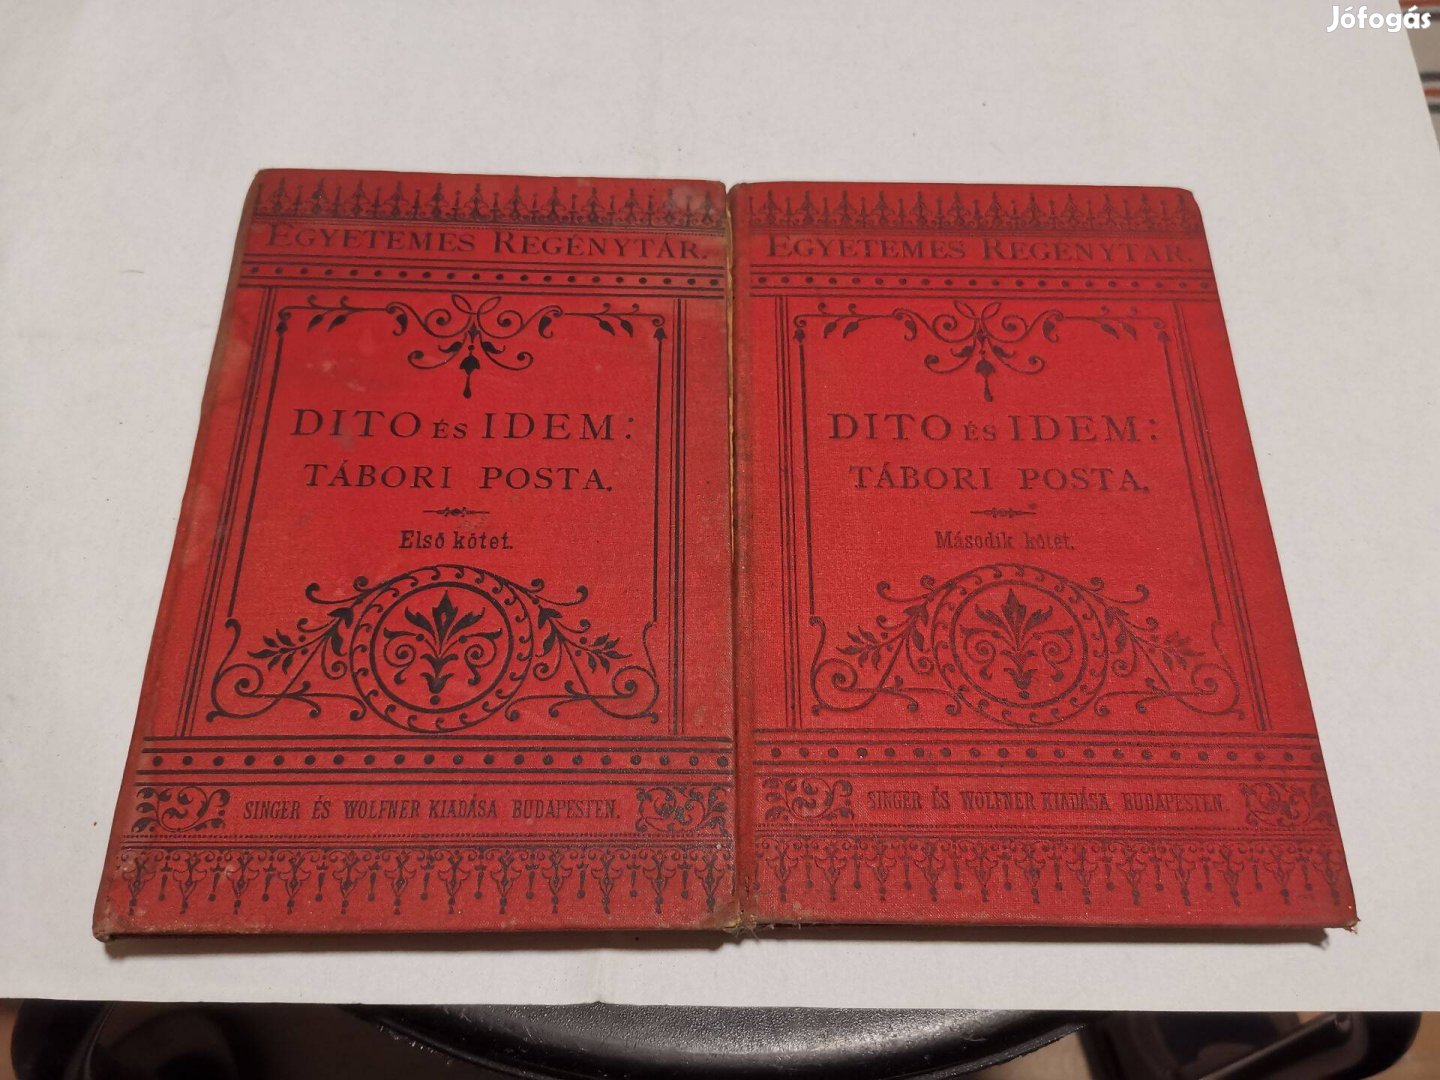 Jófogás
EGYETEMES REGÉNYTÁR.
DITO ÉS IDEM:
TÁBORI POSTA.
Első kötet.
SINGER ÉS WOLFNER KIADÁSA BUDAPESTEN.
EGYETEMES REGÉNYTÁR.
DITO ÉS IDEM:
TÁBORI POSTA.
Második kötet.
SINGER ÉS WOLFNER KIADÁSA BUDAPESTEN.